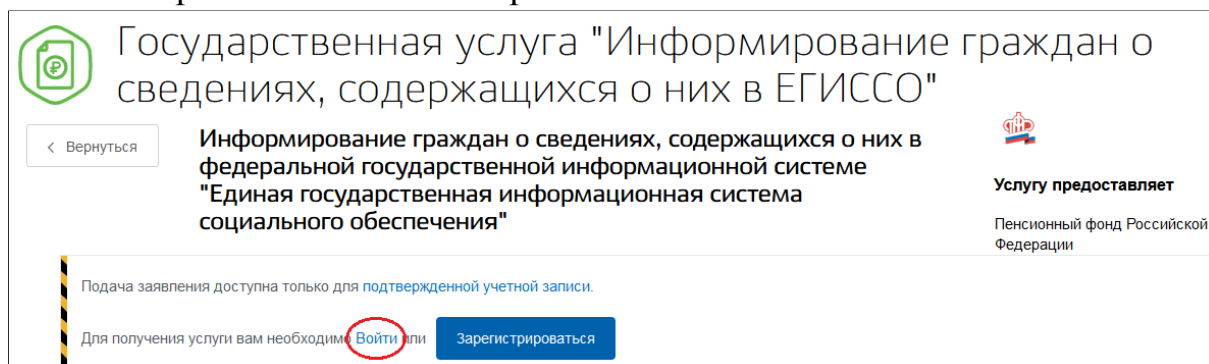 Государственная услуга "Информирование граждан о
сведениях, содержащихся о них в ЕГИССО"
Вернуться
Информирование граждан о сведениях, содержащихся о них в
федеральной государственной информационной системе
"Единая государственная информационная система
социального обеспечения"
Услугу предоставляет
Пенсионный фонд Российской
Федерации
Подача заявления доступна только для подтвержденной учетной записи.
Для получения услуги вам необходимо Войти или Зарегистрироваться